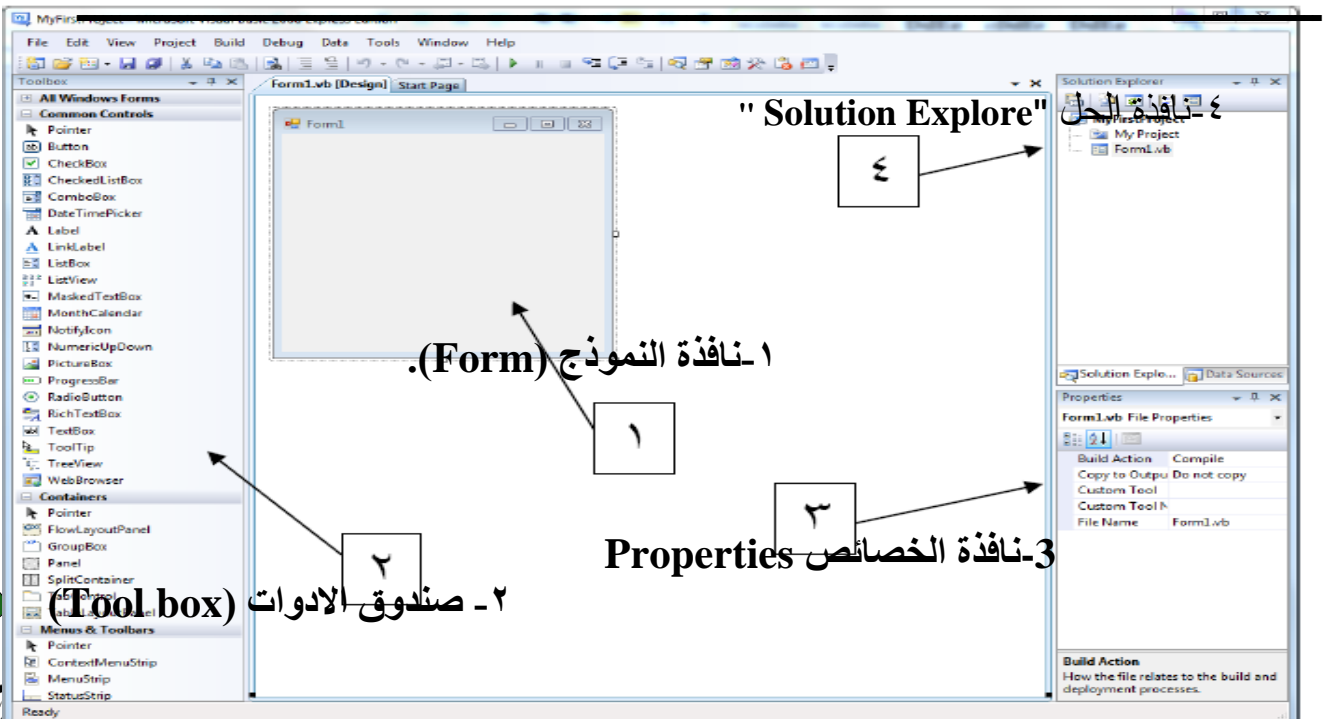 MyFirstProject - Microsoft Visual Basic 2008 Express Edition
File Edit View Project Build Debug Data Tools Window Help
Toolbox
All Windows Forms
Common Controls
Pointer
Button
CheckBox
CheckedListBox
ComboBox
DateTimePicker
Label
LinkLabel
ListBox
ListView
MaskedTextBox
MonthCalendar
NotifyIcon
NumericUpDown
PictureBox
ProgressBar
RadioButton
RichTextBox
TextBox
ToolTip
TreeView
WebBrowser
Containers
Pointer
FlowLayoutPanel
GroupBox
Panel
SplitContainer
TabControl
TableLayoutPanel
Menus & Toolbars
Pointer
ContextMenuStrip
MenuStrip
StatusStrip
Ready
Form1.vb [Design] Start Page
Form1
٤-نافذة الحل "Solution Explore "
٤
١-نافذة النموذج (Form).
١
٣
3-نافذة الخصائص Properties
٢
٢- صندوق الادوات (Tool box)
Solution Explorer
MyFirstProject
My Project
Form1.vb
Solution Explo... Data Sources
Properties
Form1.vb File Properties
Build Action Compile
Copy to Outpu Do not copy
Custom Tool
Custom Tool N
File Name Form1.vb
Build Action
How the file relates to the build and
deployment processes.